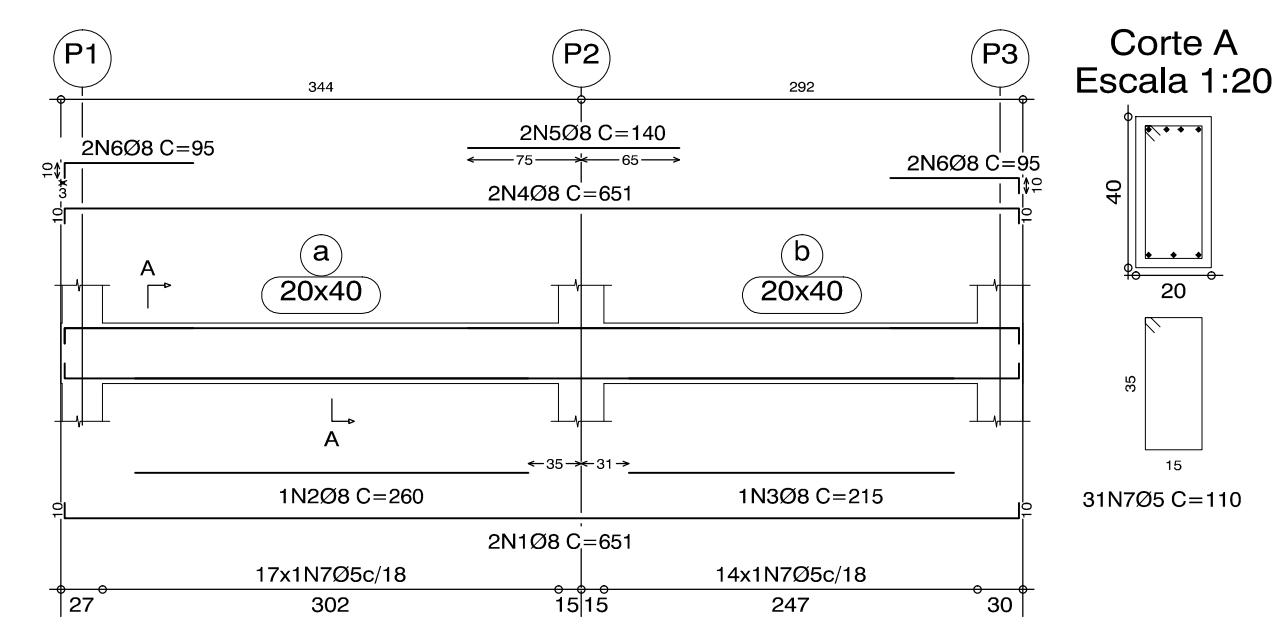 P1
P2
P3
Corte A
Escala 1:20
344
292
2N5Ø8 C=140
2N6Ø8 C=95
75
65
2N6Ø8 C=95
10
3
10
2N4Ø8 C=651
10
10
40
20
a
b
A
20x40
20x40
A
35
15
35
31
1N2Ø8 C=260
1N3Ø8 C=215
31N7Ø5 C=110
10
10
2N1Ø8 C=651
17x1N7Ø5c/18
14x1N7Ø5c/18
27
302
15
15
247
30